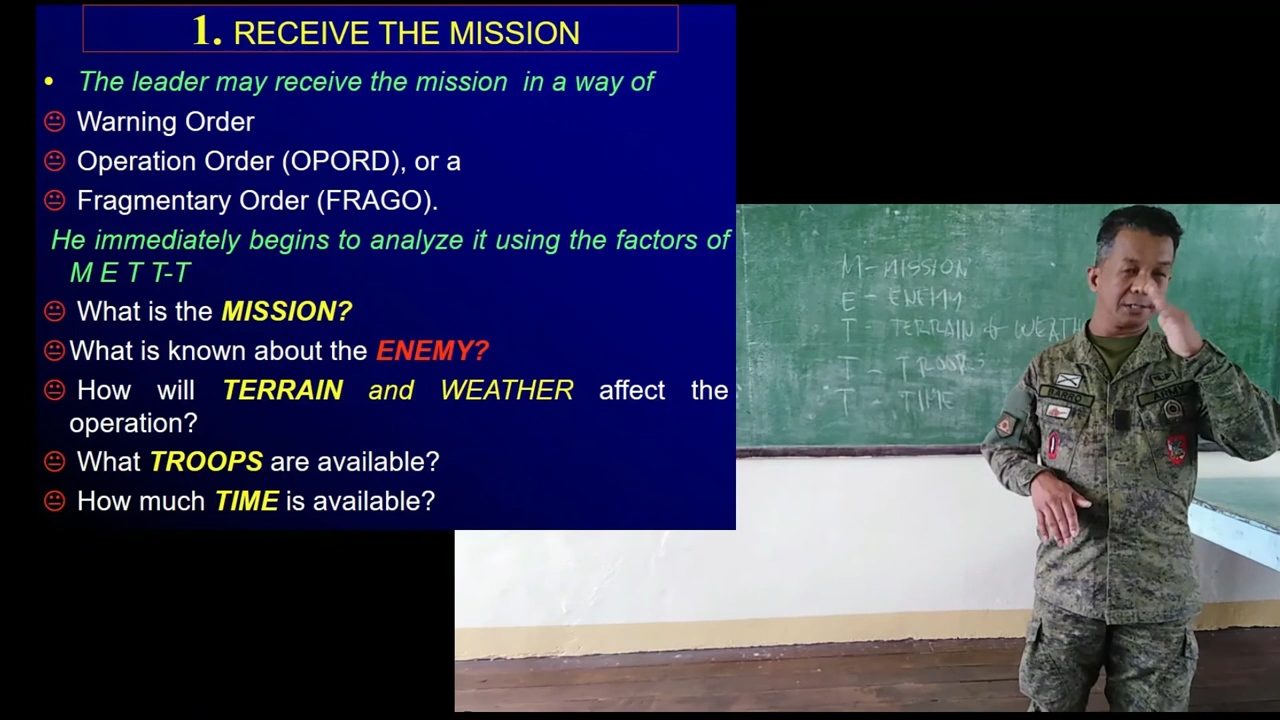 1. RECEIVE THE MISSION
• The leader may receive the mission in a way of
Warning Order
Operation Order (OPORD), or a
Fragmentary Order (FRAGO).
He immediately begins to analyze it using the factors of
M E T T-T
What is the MISSION?
What is known about the ENEMY?
How will TERRAIN and WEATHER affect the
operation?
What TROOPS are available?
How much TIME is available?
M - MISSION
E - ENEMY
T - TERRAIN & WEATH
T - TROOPS
T - TIME
ARMY